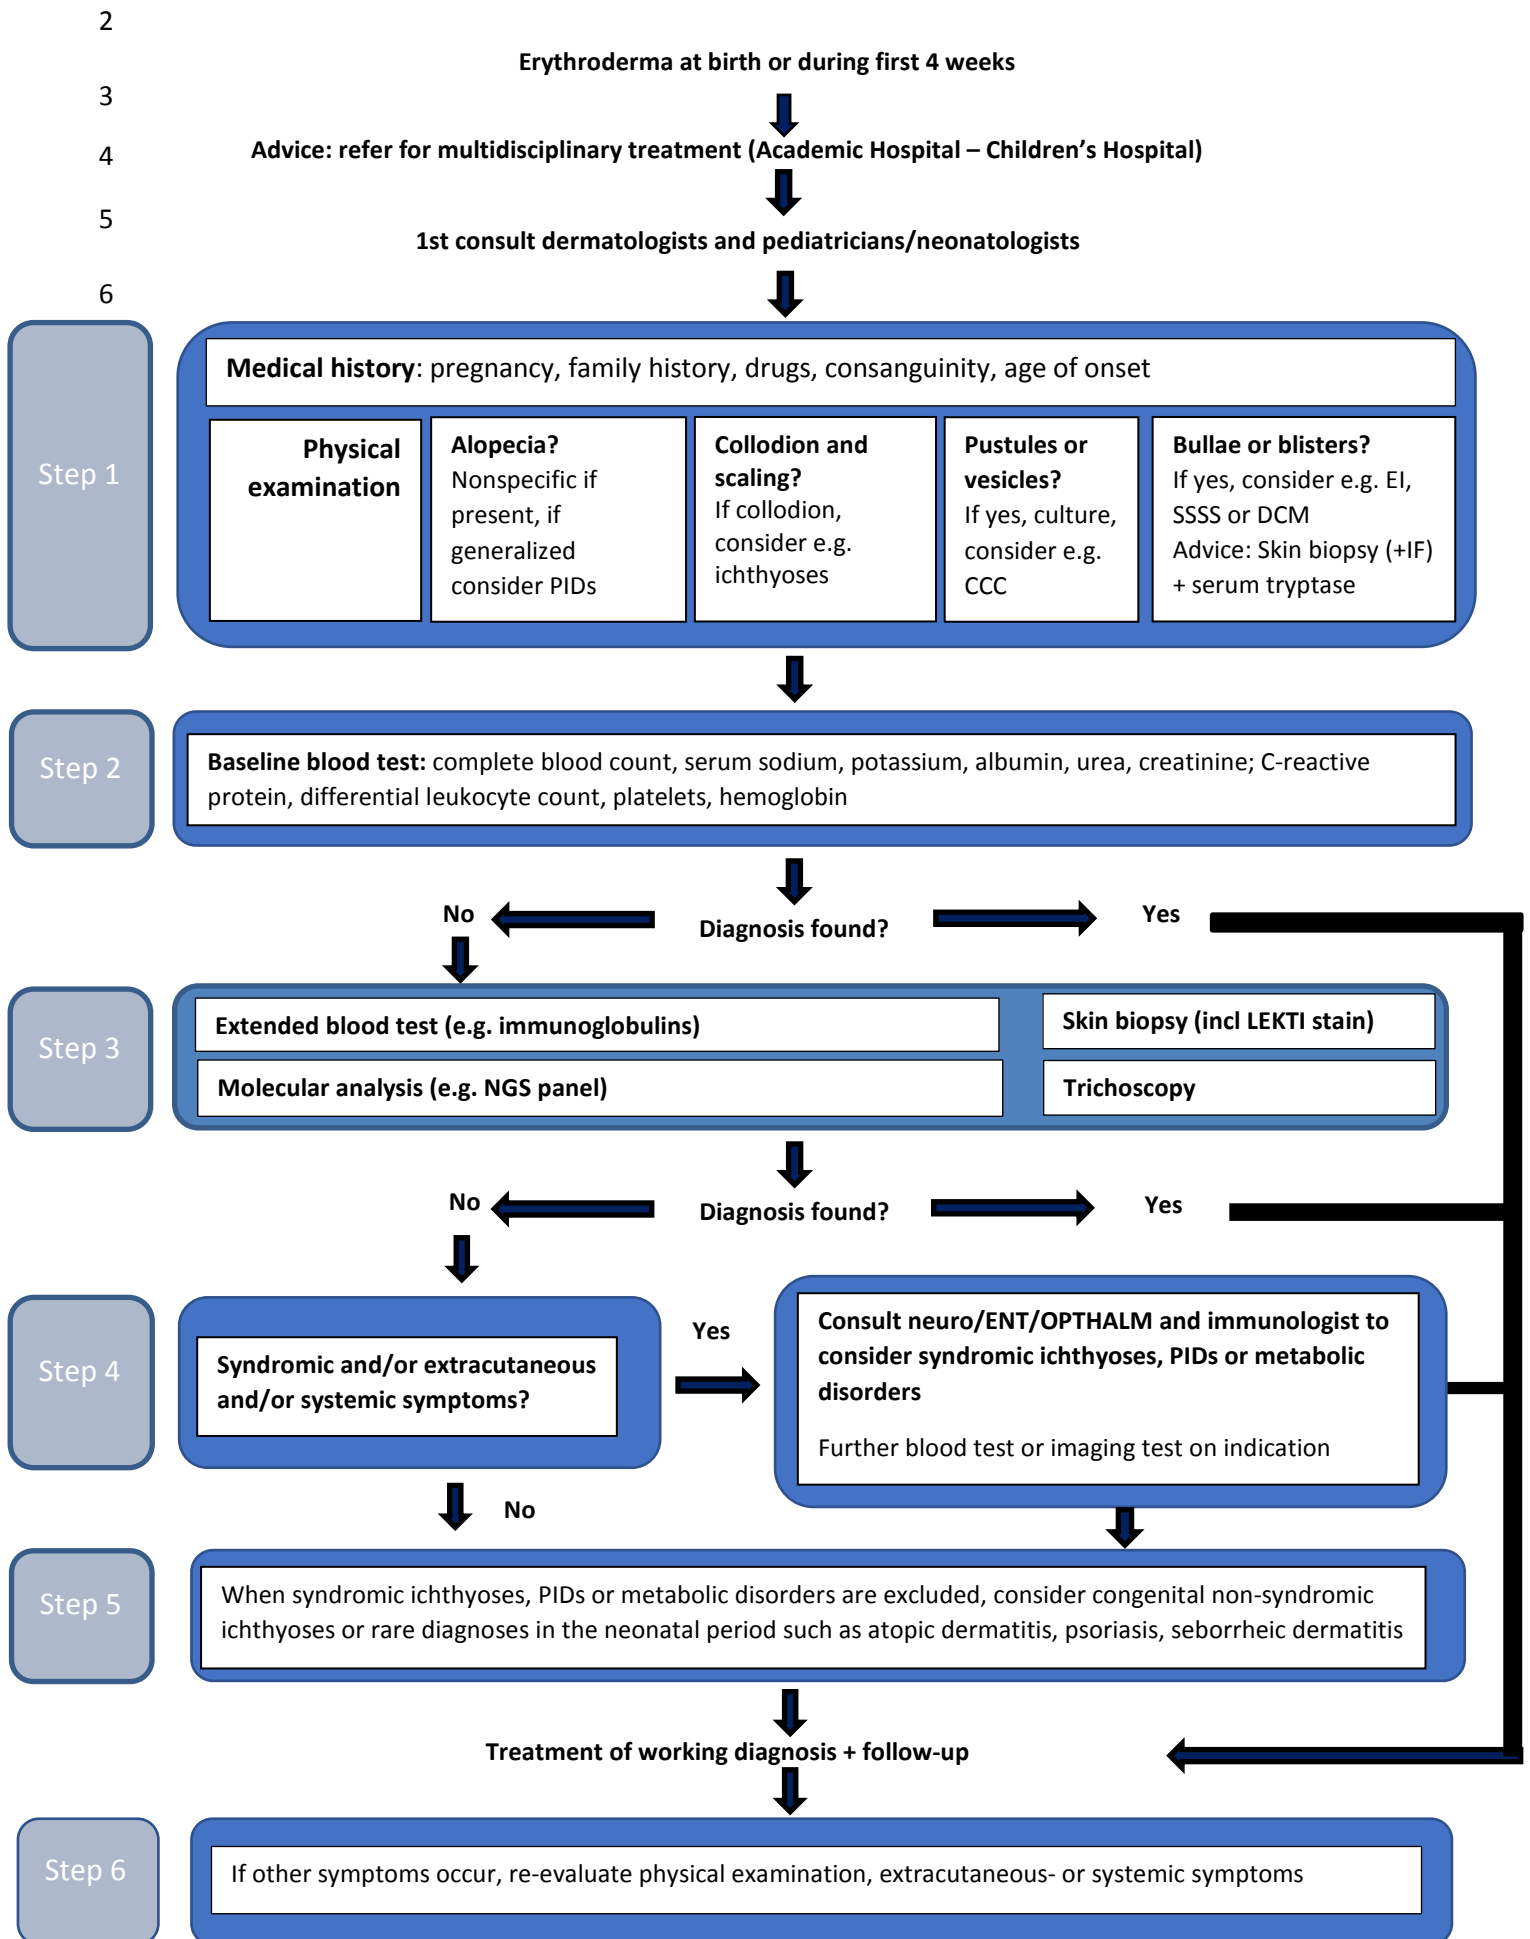 2
Erythroderma at birth or during first 4 weeks
3
4
Advice: refer for multidisciplinary treatment (Academic Hospital – Children’s Hospital)
5
1st consult dermatologists and pediatricians/neonatologists
6
Step 1
Medical history: pregnancy, family history, drugs, consanguinity, age of onset
Physical
examination
Alopecia?
Nonspecific if
present, if
generalized
consider PIDs
Collodion and
scaling?
If collodion,
consider e.g.
ichthyoses
Pustules or
vesicles?
If yes, culture,
consider e.g.
CCC
Bullae or blisters?
If yes, consider e.g. EI,
SSSS or DCM
Advice: Skin biopsy (+IF)
+ serum tryptase
Step 2
Baseline blood test: complete blood count, serum sodium, potassium, albumin, urea, creatinine; C-reactive
protein, differential leukocyte count, platelets, hemoglobin
No
Diagnosis found?
Yes
Step 3
Extended blood test (e.g. immunoglobulins)
Skin biopsy (incl LEKTI stain)
Molecular analysis (e.g. NGS panel)
Trichoscopy
No
Diagnosis found?
Yes
Step 4
Syndromic and/or extracutaneous
and/or systemic symptoms?
Yes
Consult neuro/ENT/OPTHALM and immunologist to
consider syndromic ichthyoses, PIDs or metabolic
disorders
Further blood test or imaging test on indication
No
Step 5
When syndromic ichthyoses, PIDs or metabolic disorders are excluded, consider congenital non-syndromic
ichthyoses or rare diagnoses in the neonatal period such as atopic dermatitis, psoriasis, seborrheic dermatitis
Treatment of working diagnosis + follow-up
Step 6
If other symptoms occur, re-evaluate physical examination, extracutaneous- or systemic symptoms